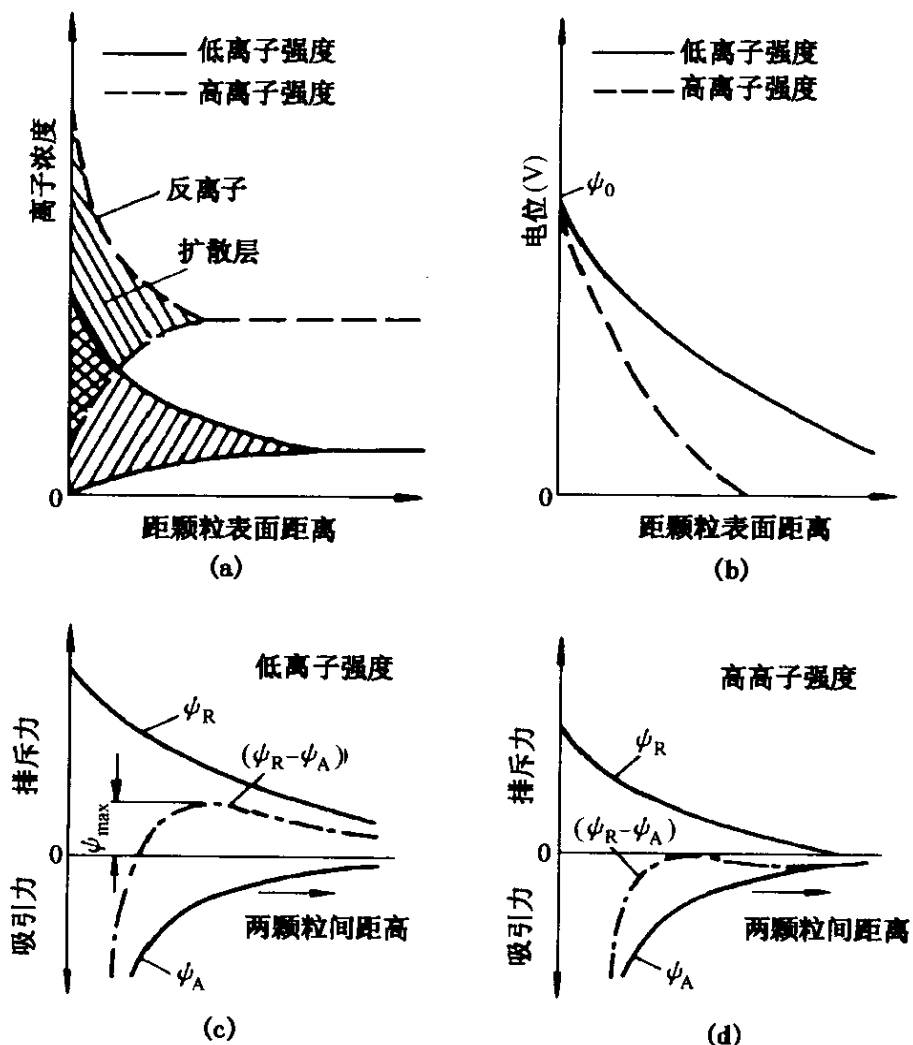 低离子强度
高离子强度
离子浓度
反离子
扩散层
0
距颗粒表面距离
(a)
低离子强度
高离子强度
电位(V)
ψ₀
0
距颗粒表面距离
(b)
低离子强度
排斥力
ψR
(ψR−ψA)
ψmax
0
吸引力
两颗粒间距高
ψA
(c)
高高子强度
排斥力
ψR
(ψR−ψA)
0
吸引力
两颗粒间距离
ψA
(d)